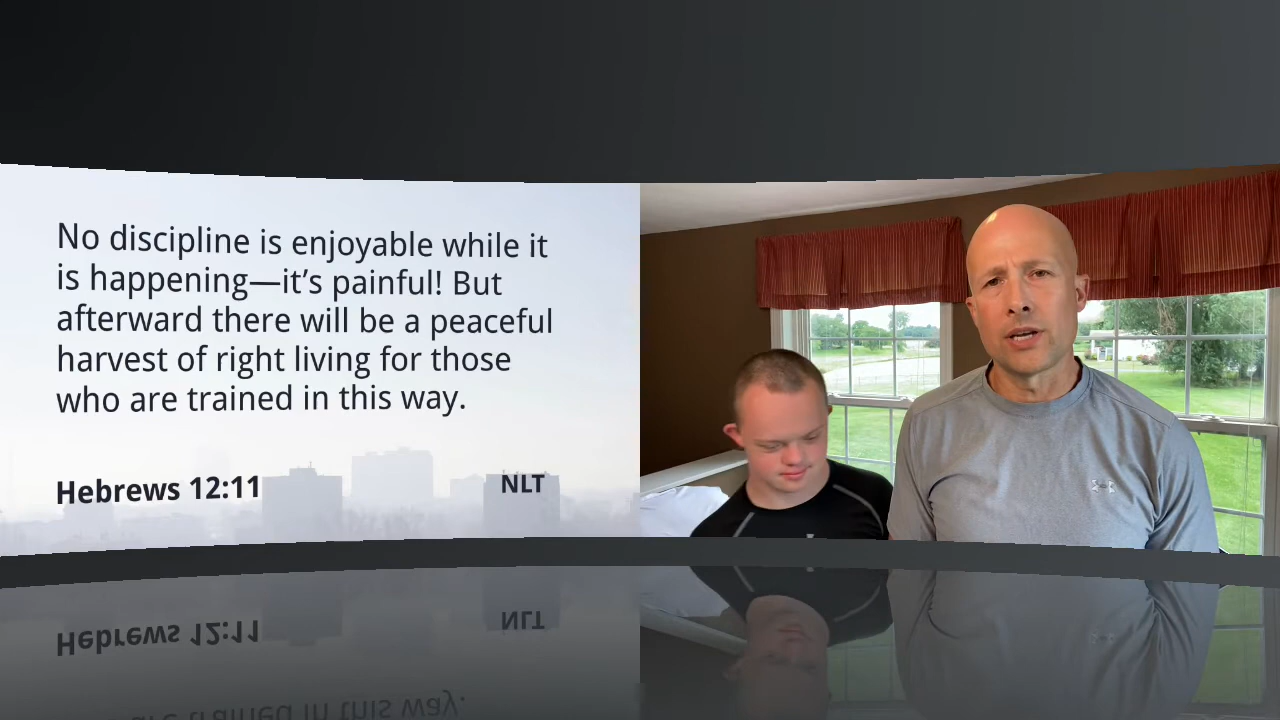 No discipline is enjoyable while it
is happening—it’s painful! But
afterward there will be a peaceful
harvest of right living for those
who are trained in this way.
Hebrews 12:11
NLT